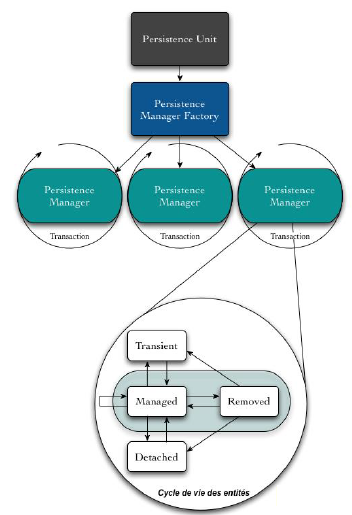 Persistence Unit
Persistence
Manager Factory
Persistence
Manager
Persistence
Manager
Persistence
Manager
Transaction
Transaction
Transaction
Transient
Managed
Removed
Detached
Cycle de vie des entités